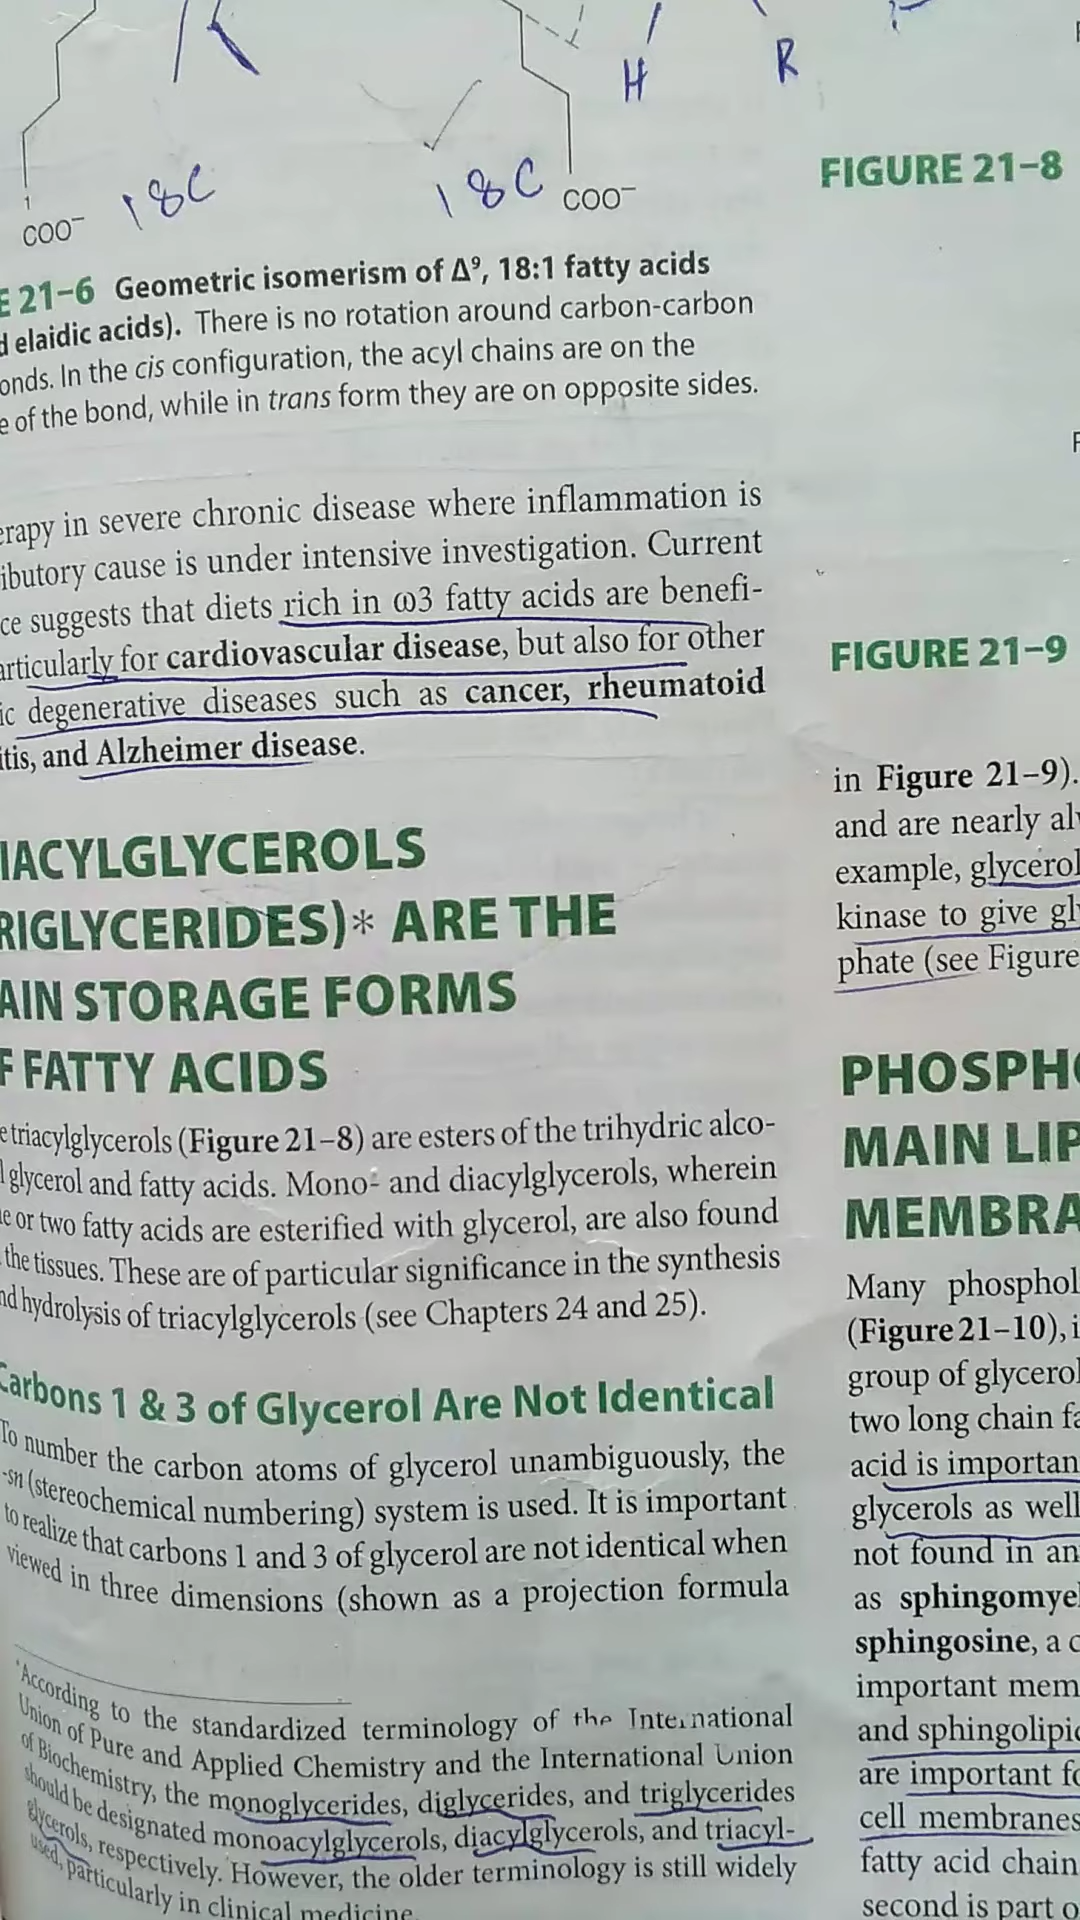 H
R
1
COO⁻
18C
18C
COO⁻
E 21–6 Geometric isomerism of Δ⁹, 18:1 fatty acids
d elaidic acids). There is no rotation around carbon-carbon
onds. In the cis configuration, the acyl chains are on the
e of the bond, while in trans form they are on opposite sides.
erapy in severe chronic disease where inflammation is
ibutory cause is under intensive investigation. Current
ce suggests that diets rich in ω3 fatty acids are benefi-
articularly for cardiovascular disease, but also for other
ic degenerative diseases such as cancer, rheumatoid
itis, and Alzheimer disease.
IACYLGLYCEROLS
RIGLYCERIDES)* ARE THE
AIN STORAGE FORMS
F FATTY ACIDS
e triacylglycerols (Figure 21–8) are esters of the trihydric alco-
l glycerol and fatty acids. Mono- and diacylglycerols, wherein
ne or two fatty acids are esterified with glycerol, are also found
the tissues. These are of particular significance in the synthesis
nd hydrolysis of triacylglycerols (see Chapters 24 and 25).
Carbons 1 & 3 of Glycerol Are Not Identical
To number the carbon atoms of glycerol unambiguously, the
-sn (stereochemical numbering) system is used. It is important
to realize that carbons 1 and 3 of glycerol are not identical when
viewed in three dimensions (shown as a projection formula
*According to the standardized terminology of the International
Union of Pure and Applied Chemistry and the International Union
of Biochemistry, the monoglycerides, diglycerides, and triglycerides
should be designated monoacylglycerols, diacylglycerols, and triacyl-
glycerols, respectively. However, the older terminology is still widely
used, particularly in clinical medicine.
FIGURE 21–8
FIGURE 21–9
in Figure 21–9).
and are nearly al
example, glycerol
kinase to give gl
phate (see Figure
PHOSPHO
MAIN LIP
MEMBRA
Many phosphol
(Figure 21–10), i
group of glycerol
two long chain fa
acid is importan
glycerols as well
not found in an
as sphingomyel
sphingosine, a c
important mem
and sphingolipi
are important fo
cell membranes
fatty acid chain
second is part o